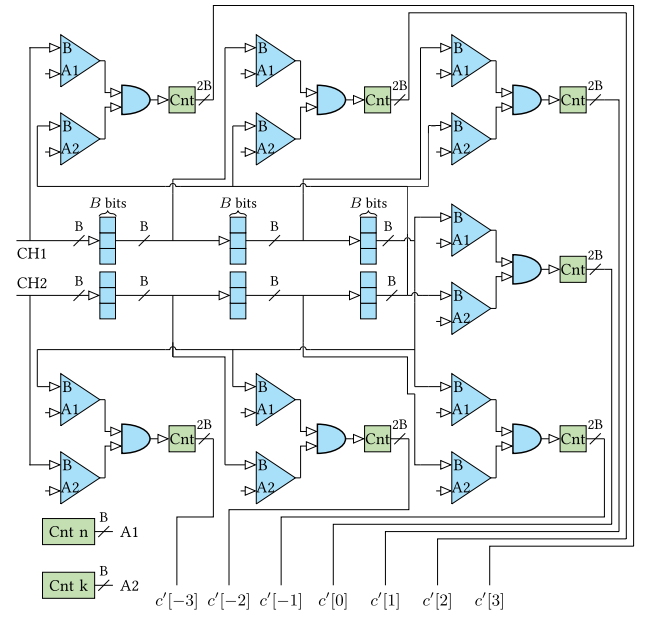 B A1 Cnt 2B B A1 Cnt 2B B A1 Cnt 2B
B A2 B A2 B A2
B bits B bits B bits
B B B B B B A1
CH1
Cnt 2B
CH2
B B B B B B A2
B A1 B A1 B A1
Cnt 2B Cnt 2B Cnt 2B
B A2 B A2 B A2
Cnt n B A1
Cnt k B A2
c′[−3] c′[−2] c′[−1] c′[0] c′[1] c′[2] c′[3]